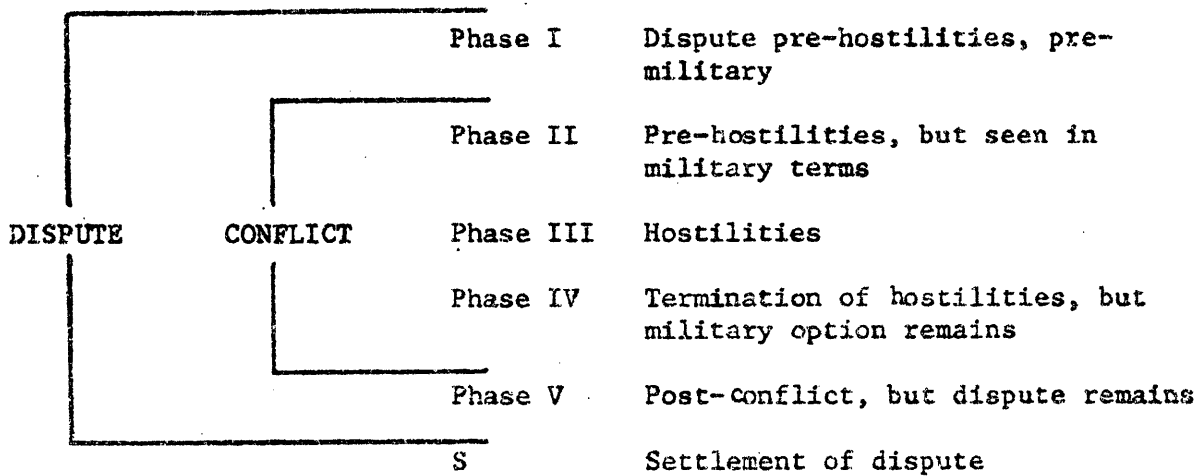 Phase I Dispute pre-hostilities, pre-
military
Phase II Pre-hostilities, but seen in
military terms
DISPUTE CONFLICT Phase III Hostilities
Phase IV Termination of hostilities, but
military option remains
Phase V Post-conflict, but dispute remains
S Settlement of dispute